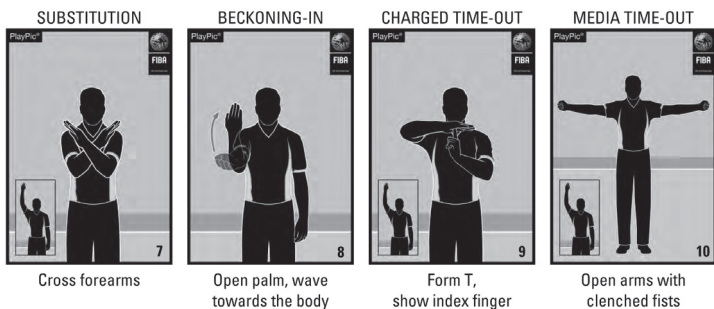 SUBSTITUTION
BECKONING-IN
CHARGED TIME-OUT
MEDIA TIME-OUT
PlayPic®
PlayPic®
PlayPic®
PlayPic®
FIBA
FIBA
FIBA
FIBA
7
8
9
10
Cross forearms
Open palm, wave
towards the body
Form T,
show index finger
Open arms with
clenched fists